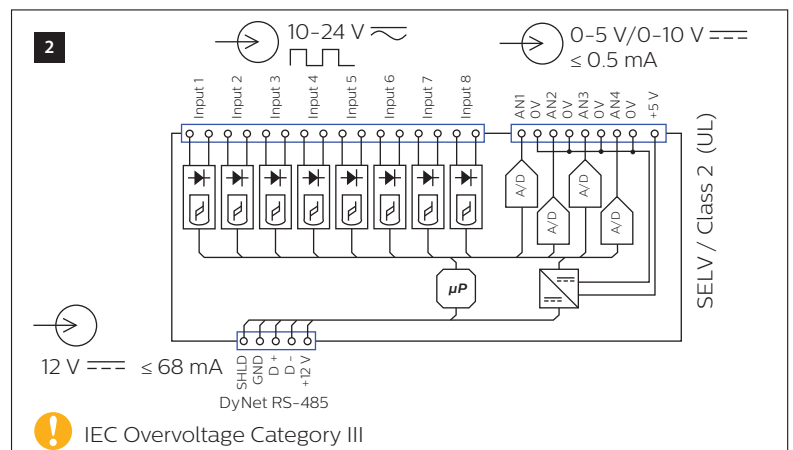 2
10-24 V
0-5 V/0-10 V
≤ 0.5 mA
Input 1
Input 2
Input 3
Input 4
Input 5
Input 6
Input 7
Input 8
AN1
0V
AN2
0V
AN3
0V
AN4
0V
+5 V
A/D
A/D
A/D
A/D
SELV / Class 2 (UL)
µP
12 V ≤ 68 mA
SHLD
GND
D +
D -
+12 V
DyNet RS-485
! IEC Overvoltage Category III